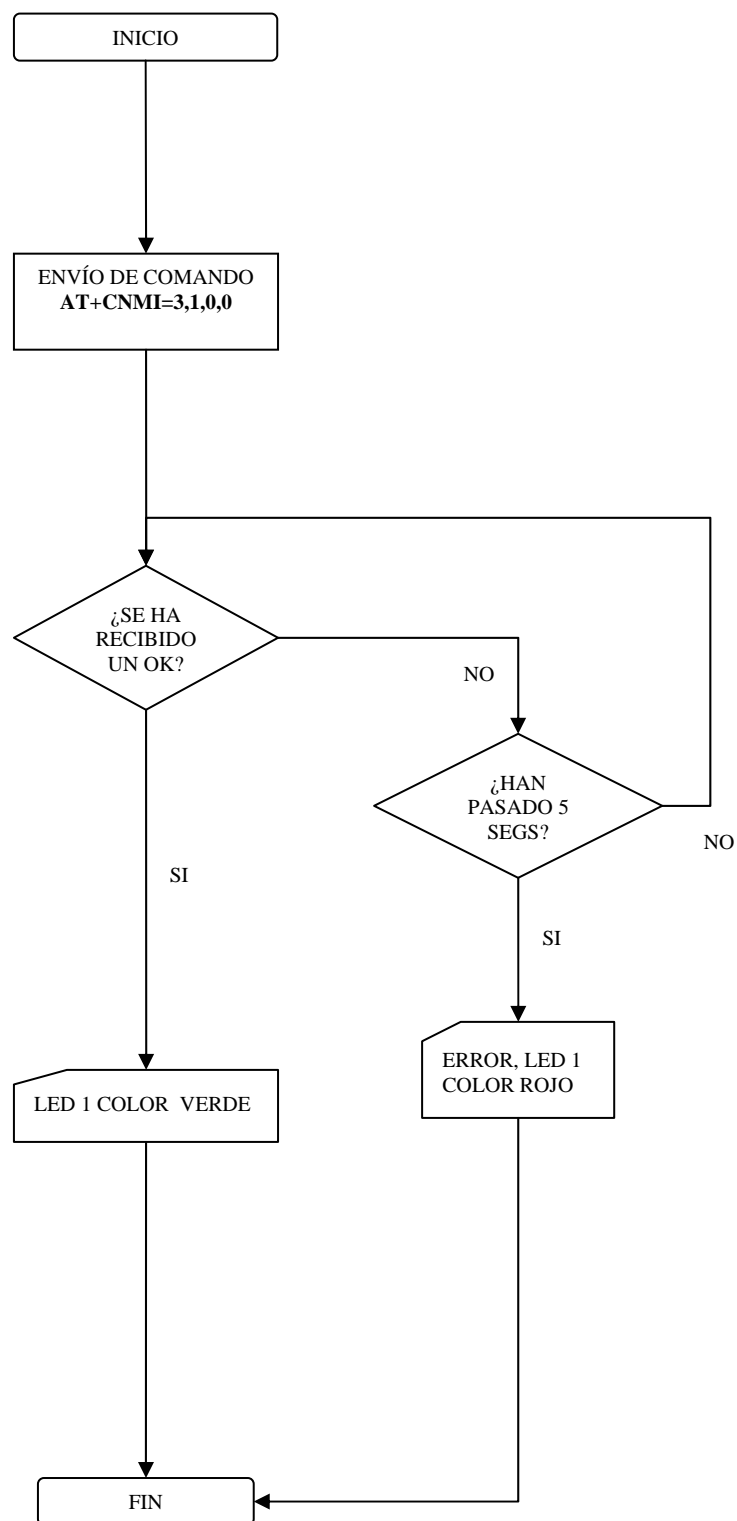 INICIO
ENVÍO DE COMANDO
AT+CNMI=3,1,0,0
¿SE HA
RECIBIDO
UN OK?
NO
¿HAN
PASADO 5
SEGS?
NO
SI
SI
ERROR, LED 1
COLOR ROJO
LED 1 COLOR VERDE
FIN